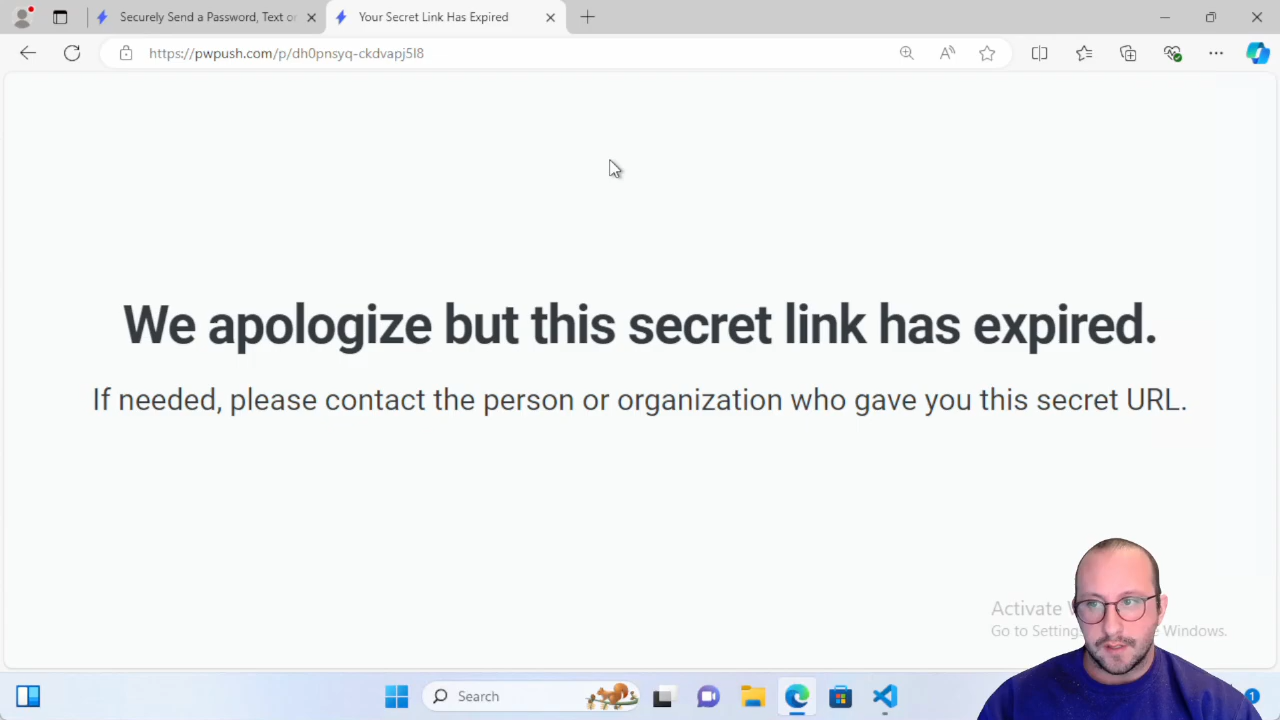 Securely Send a Password, Text or
Your Secret Link Has Expired
https://pwpush.com/p/dh0pnsyq-ckdvapj5l8
We apologize but this secret link has expired.
If needed, please contact the person or organization who gave you this secret URL.
Activate
Go to Settings
Windows.
Search
1